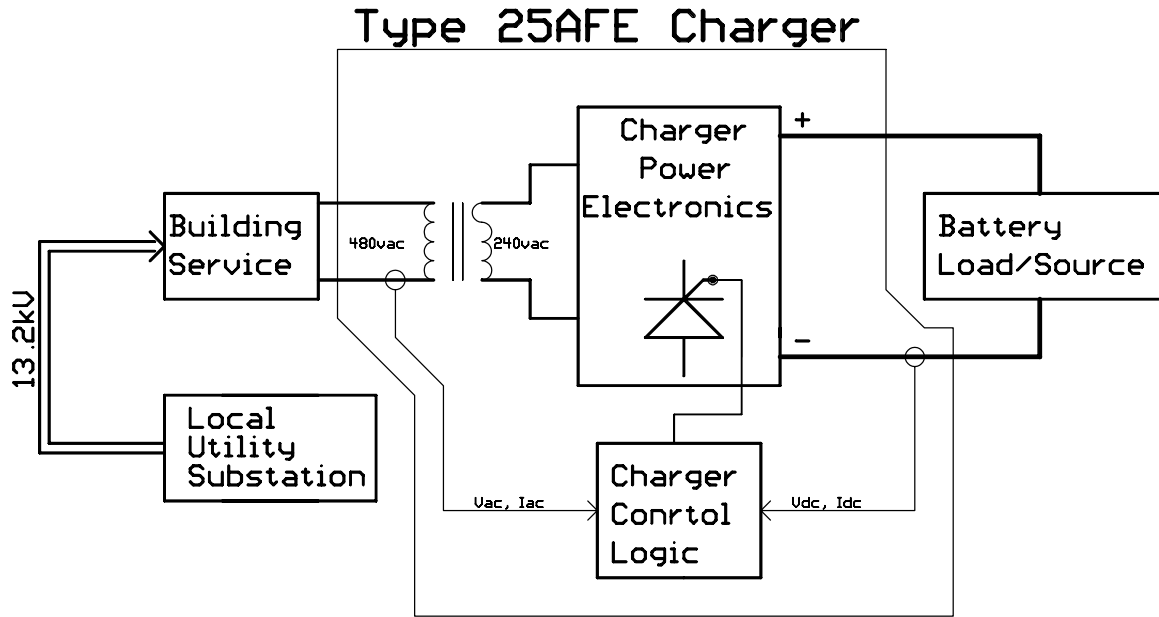 Type 25AFE Charger
Charger
Power
Electronics
+
-
Building
Service
480vac
240vac
Battery
Load/Source
13.2kV
Local
Utility
Substation
Vac, Iac
Charger
Conrtol
Logic
Vdc, Idc